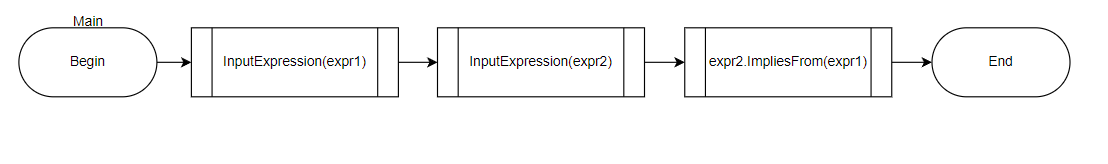 Main
Begin
InputExpression(expr1)
InputExpression(expr2)
expr2.ImpliesFrom(expr1)
End